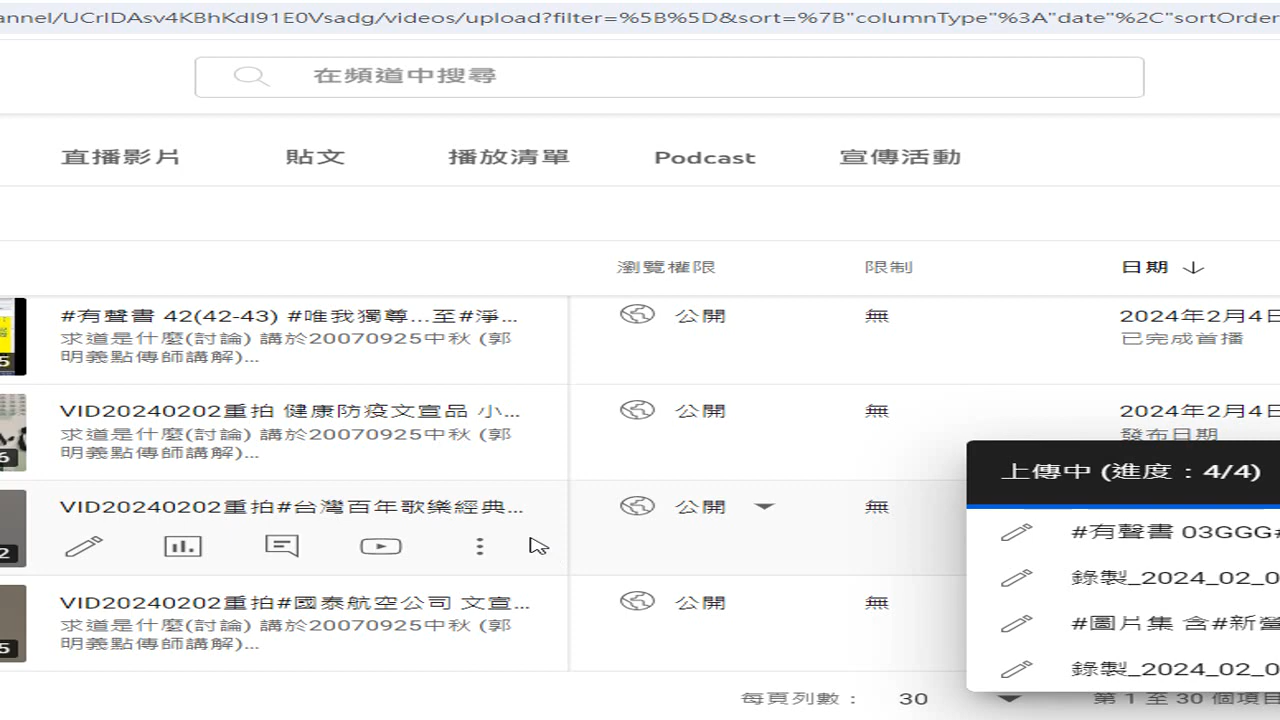 annel/UCrIDAsv4KBhKdI91E0Vsadg/videos/upload?filter=%5B%5D&sort=%7B"columnType"%3A"date"%2C"sortOrder
在頻道中搜尋
直播影片 貼文 播放清單 Podcast 宣傳活動
瀏覽權限 限制 日期
#有聲書 42(42-43) #唯我獨尊...至#淨... 公開 無 2024年2月4日
求道是什麼(討論) 講於20070925中秋 (郭 已完成首播
明義點傳師講解)...
5
VID20240202重拍 健康防疫文宣品 小... 公開 無 2024年2月4日
求道是什麼(討論) 講於20070925中秋 (郭 發布日期
明義點傳師講解)...
6
VID20240202重拍#台灣百年歌樂經典... 公開 無
2
VID20240202重拍#國泰航空公司 文宣... 公開 無
求道是什麼(討論) 講於20070925中秋 (郭
明義點傳師講解)...
5
上傳中 (進度：4/4)
#有聲書 03GGG#
錄製_2024_02_0
#圖片集 含#新營
錄製_2024_02_0
每頁列數： 30 第 1 至 30 個項目